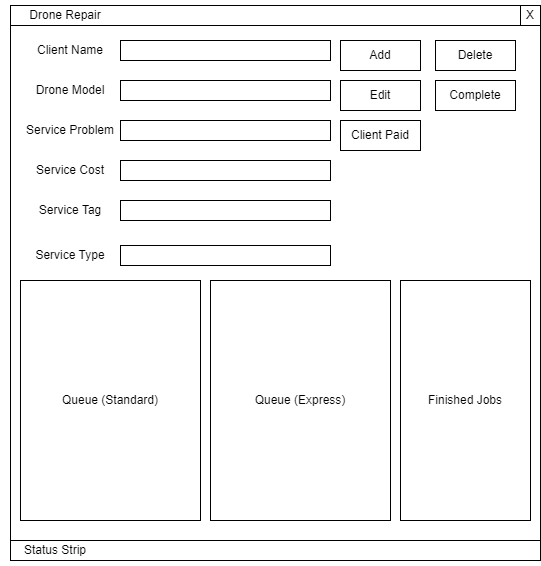 Drone Repair X
Client Name Add Delete
Drone Model Edit Complete
Service Problem Client Paid
Service Cost
Service Tag
Service Type
Queue (Standard) Queue (Express) Finished Jobs
Status Strip